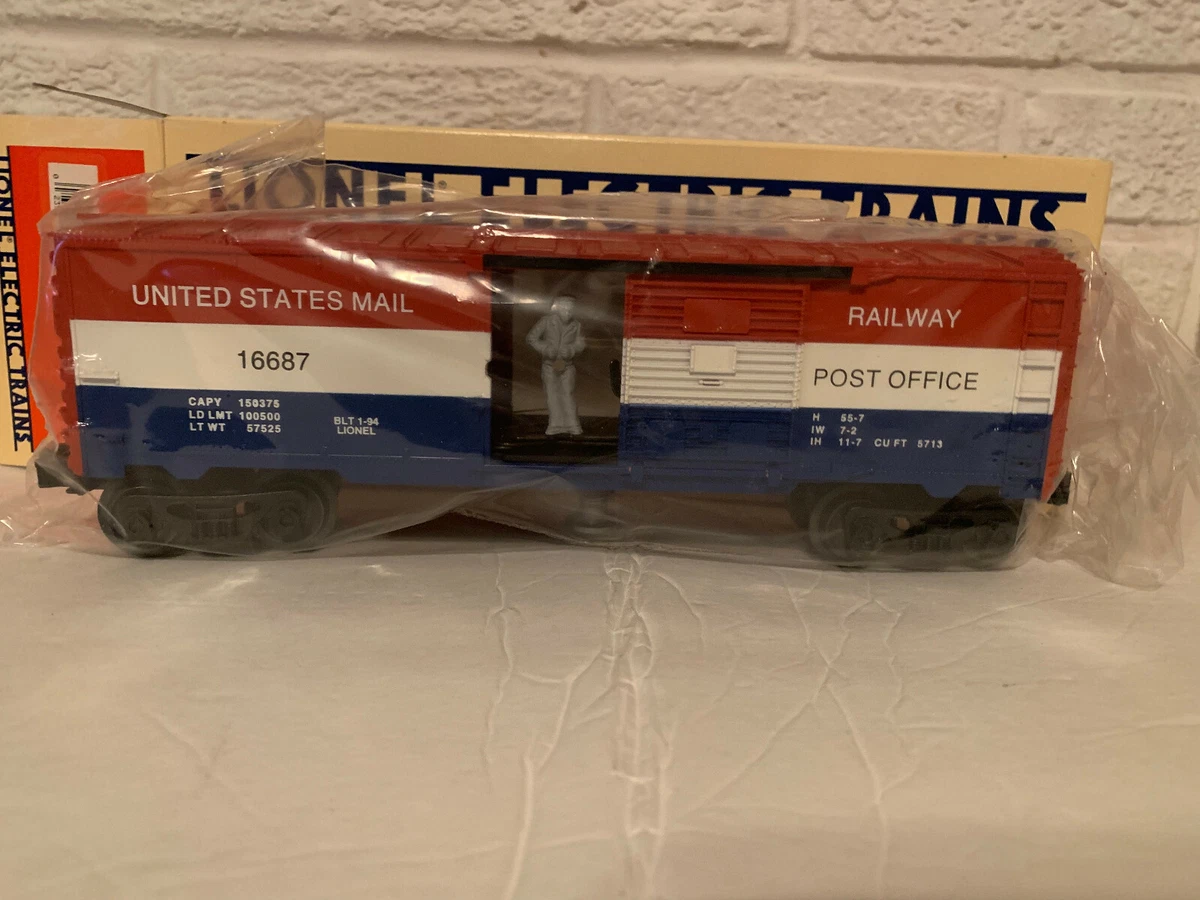 LIONEL ELECTRIC TRAINS
LIONEL ELECTRIC TRAINS
UNITED STATES MAIL
16687
CAPY 150375
LD LMT 100500
LT WT 57525
BLT 1-94
LIONEL
RAILWAY
POST OFFICE
H 55-7
IW 7-2
IH 11-7 CU FT 5713